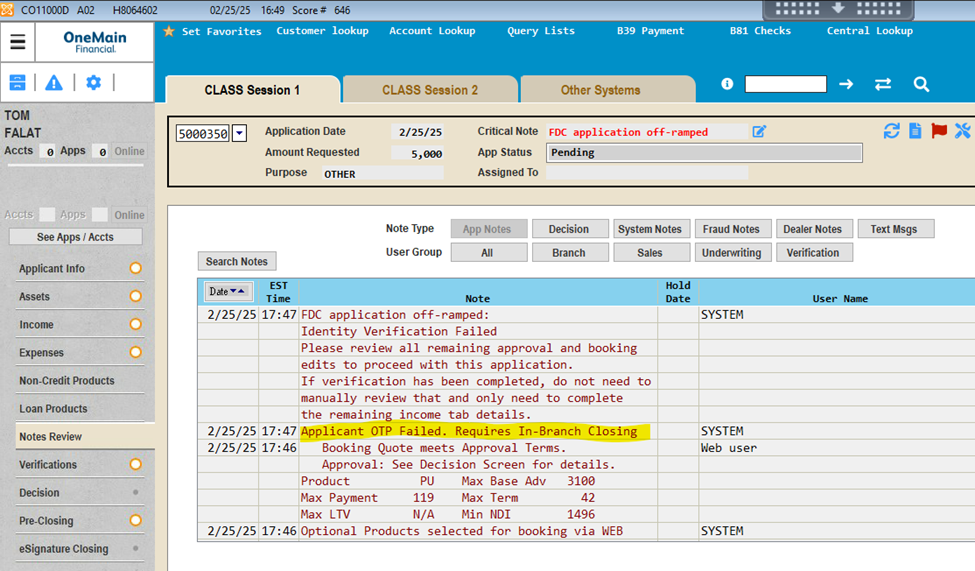 CO11000D A02 H8064602 02/25/25 16:49 Score # 646
OneMain
Financial.
Set Favorites Customer lookup Account Lookup Query Lists B39 Payment B81 Checks Central Lookup
CLASS Session 1 CLASS Session 2 Other Systems
TOM
FALAT
Accts 0 Apps 0 Online
5000350 Application Date 2/25/25 Critical Note FDC application off-ramped
Amount Requested 5,000 App Status Pending
Purpose OTHER Assigned To
Accts Apps Online
See Apps / Accts
Applicant Info
Assets
Income
Expenses
Non-Credit Products
Loan Products
Notes Review
Verifications
Decision
Pre-Closing
eSignature Closing
Note Type App Notes Decision System Notes Fraud Notes Dealer Notes Text Msgs
User Group All Branch Sales Underwriting Verification
Search Notes
Date EST Time Note Hold Date User Name
2/25/25 17:47 FDC application off-ramped: SYSTEM
Identity Verification Failed
Please review all remaining approval and booking
edits to proceed with this application.
If verification has been completed, do not need to
manually review that and only need to complete
the remaining income tab details.
2/25/25 17:47 Applicant OTP Failed. Requires In-Branch Closing SYSTEM
2/25/25 17:46 Booking Quote meets Approval Terms. Web user
Approval: See Decision Screen for details.
Product PU Max Base Adv 3100
Max Payment 119 Max Term 42
Max LTV N/A Min NDI 1496
2/25/25 17:46 Optional Products selected for booking via WEB SYSTEM